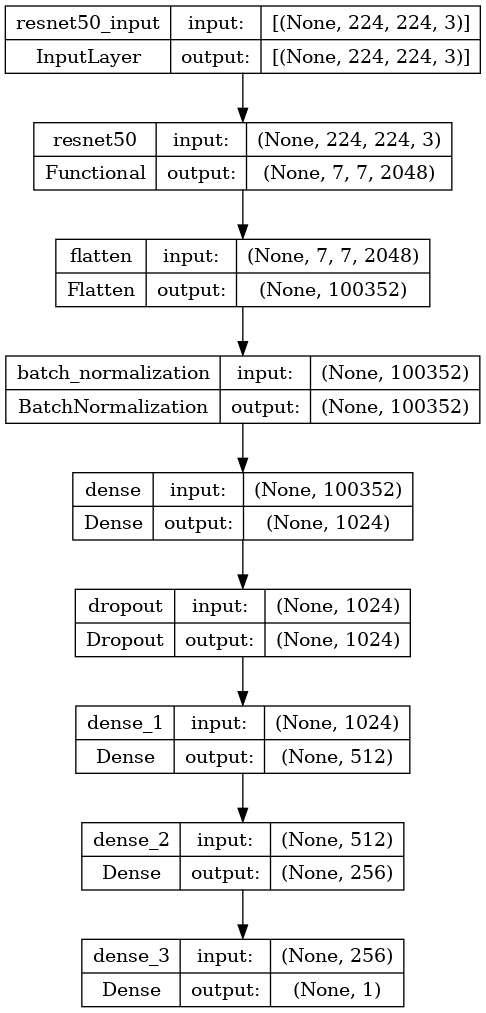 resnet50_input input: [(None, 224, 224, 3)]
InputLayer output: [(None, 224, 224, 3)]
resnet50 input: (None, 224, 224, 3)
Functional output: (None, 7, 7, 2048)
flatten input: (None, 7, 7, 2048)
Flatten output: (None, 100352)
batch_normalization input: (None, 100352)
BatchNormalization output: (None, 100352)
dense input: (None, 100352)
Dense output: (None, 1024)
dropout input: (None, 1024)
Dropout output: (None, 1024)
dense_1 input: (None, 1024)
Dense output: (None, 512)
dense_2 input: (None, 512)
Dense output: (None, 256)
dense_3 input: (None, 256)
Dense output: (None, 1)